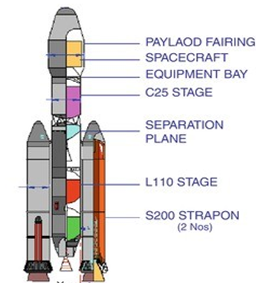 PAYLAOD FAIRING
SPACECRAFT
EQUIPMENT BAY
C25 STAGE
SEPARATION
PLANE
L110 STAGE
S200 STRAPON
(2 Nos)